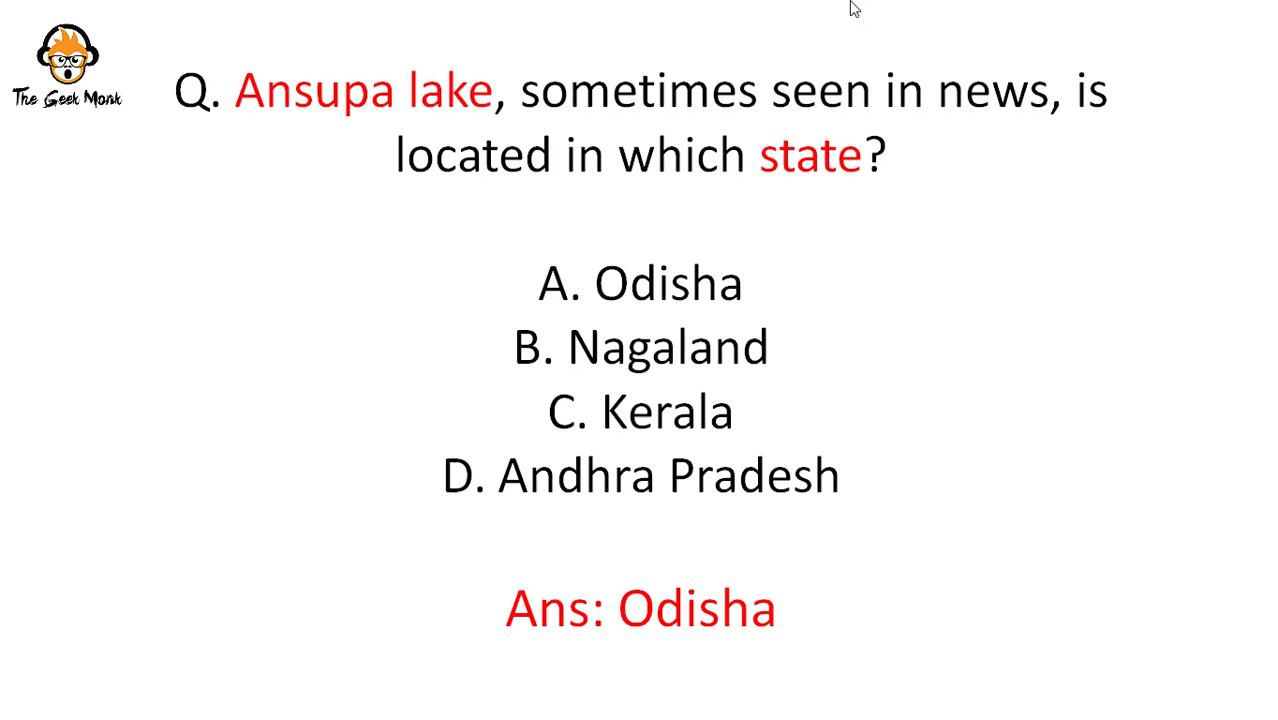 The Geek Monk
Q. Ansupa lake, sometimes seen in news, is
located in which state?
A. Odisha
B. Nagaland
C. Kerala
D. Andhra Pradesh
Ans: Odisha